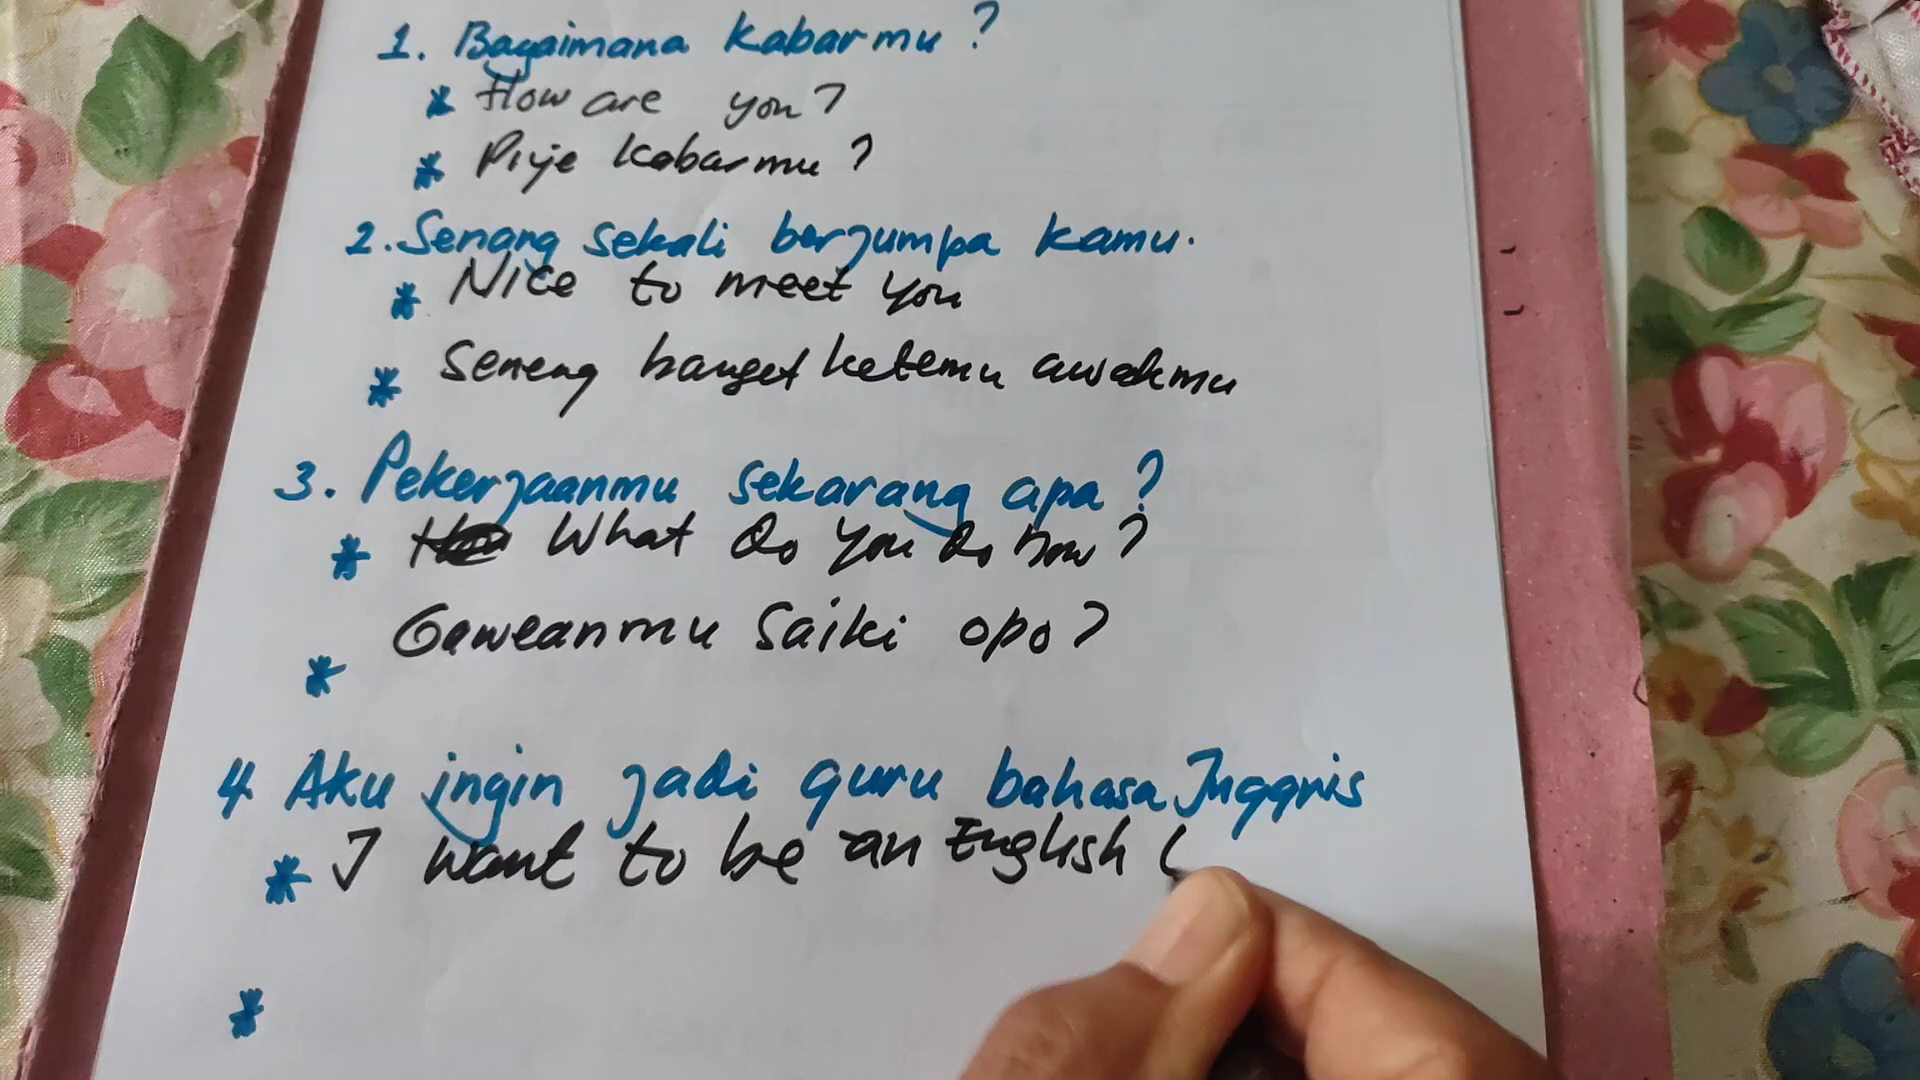 1. Bagaimana kabarmu?
* How are you?
* Piye kabarmu?
2. Senang sekali berjumpa kamu.
* Nice to meet you
* Seneng banget ketemu awakmu
3. Pekerjaanmu sekarang apa?
* What do you do now?
* Gaweanmu saiki opo?
4 Aku ingin jadi guru bahasa Inggris
* I want to be an English
*